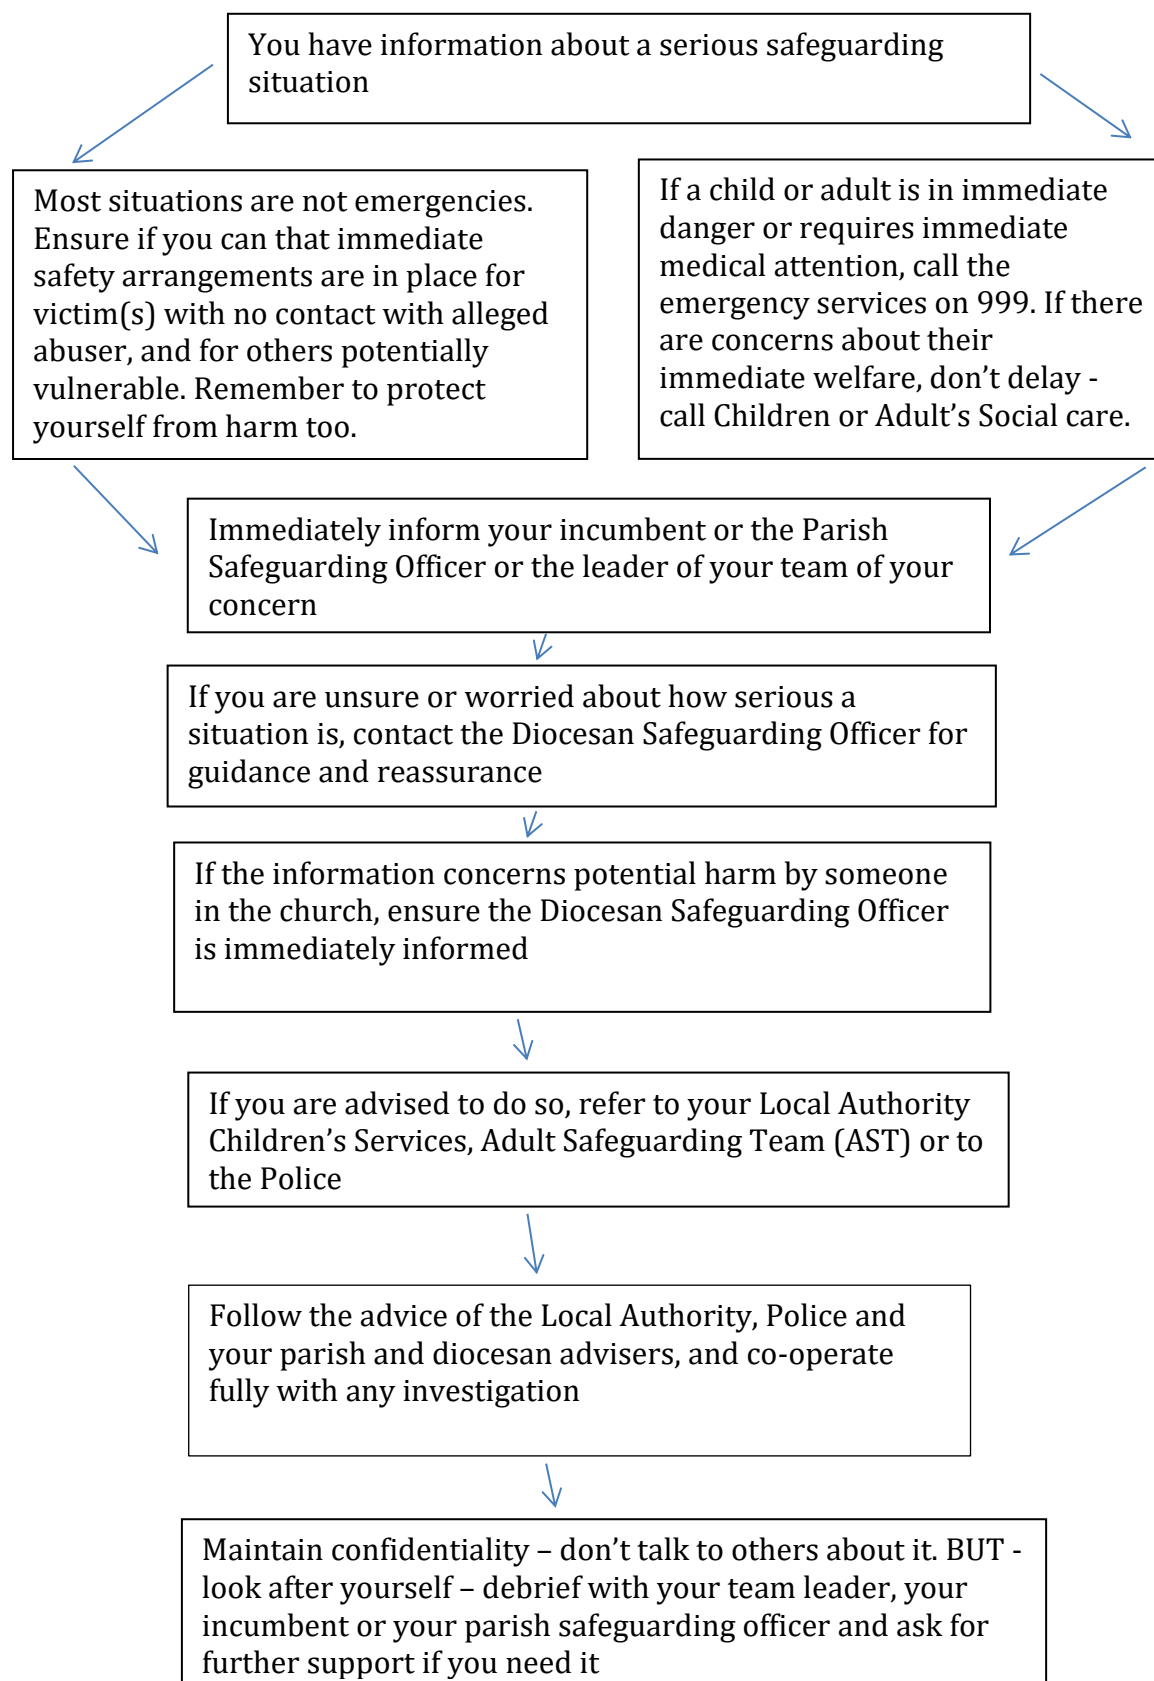 You have information about a serious safeguarding
situation
Most situations are not emergencies.
Ensure if you can that immediate
safety arrangements are in place for
victim(s) with no contact with alleged
abuser, and for others potentially
vulnerable. Remember to protect
yourself from harm too.
If a child or adult is in immediate
danger or requires immediate
medical attention, call the
emergency services on 999. If there
are concerns about their
immediate welfare, don’t delay -
call Children or Adult’s Social care.
Immediately inform your incumbent or the Parish
Safeguarding Officer or the leader of your team of your
concern
If you are unsure or worried about how serious a
situation is, contact the Diocesan Safeguarding Officer for
guidance and reassurance
If the information concerns potential harm by someone
in the church, ensure the Diocesan Safeguarding Officer
is immediately informed
If you are advised to do so, refer to your Local Authority
Children’s Services, Adult Safeguarding Team (AST) or to
the Police
Follow the advice of the Local Authority, Police and
your parish and diocesan advisers, and co-operate
fully with any investigation
Maintain confidentiality – don’t talk to others about it. BUT -
look after yourself – debrief with your team leader, your
incumbent or your parish safeguarding officer and ask for
further support if you need it